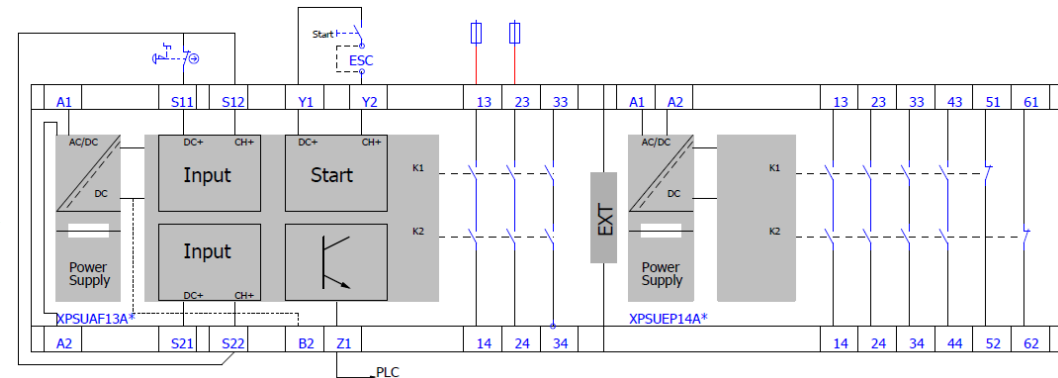 Start
ESC
A1 S11 S12 Y1 Y2 13 23 33 A1 A2 13 23 33 43 51 61
AC/DC DC+ CH+ DC+ CH+ AC/DC
Input Start K1 K1
DC DC
EXT
Input K2 K2
Power Supply Power Supply
DC+ CH+
XPSUAF13A* XPSUEP14A*
A2 S21 S22 B2 Z1 14 24 34 14 24 34 44 52 62
PLC